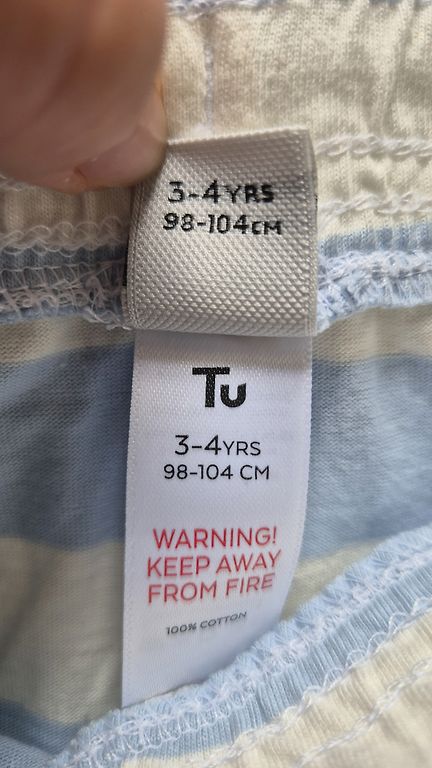 3-4YRS
98-104CM
Tu
3-4YRS
98-104 CM
WARNING!
KEEP AWAY
FROM FIRE
100% COTTON